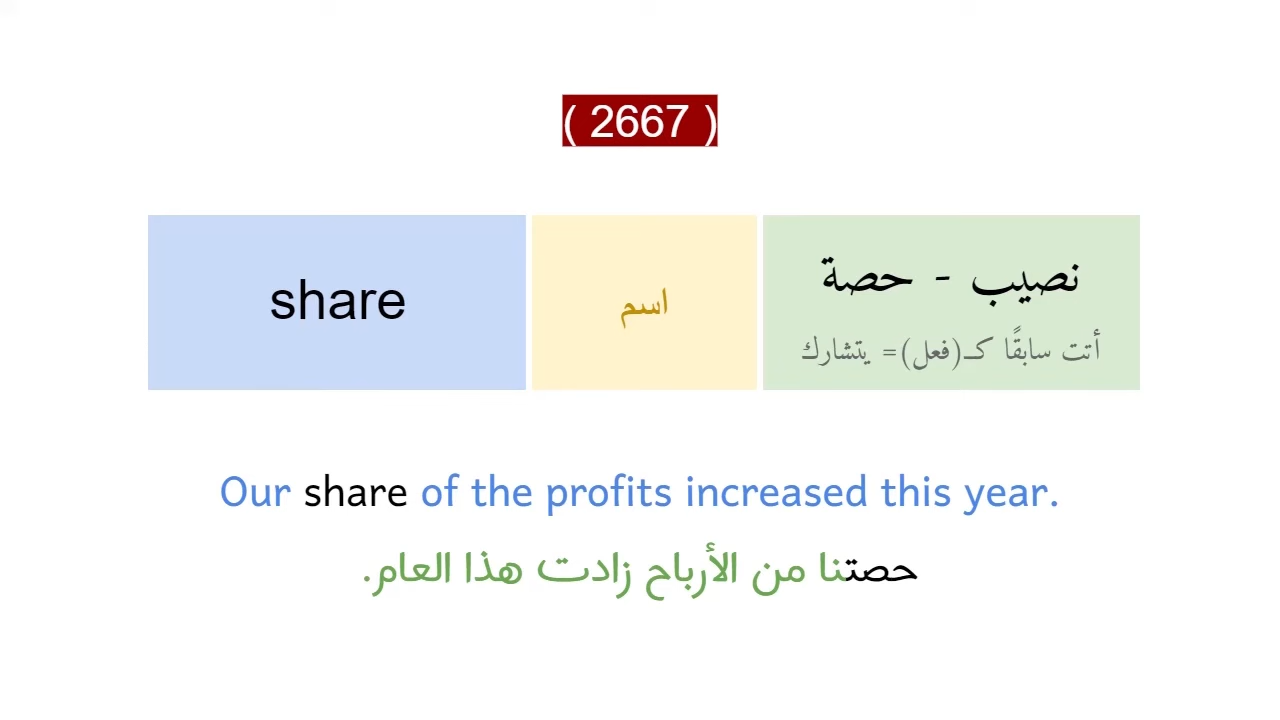 ( 2667 )
share
اسم
نصيب - حصة
أتت سابقًا كـ(فعل)= يتشارك
Our share of the profits increased this year.
حصتنا من الأرباح زادت هذا العام.